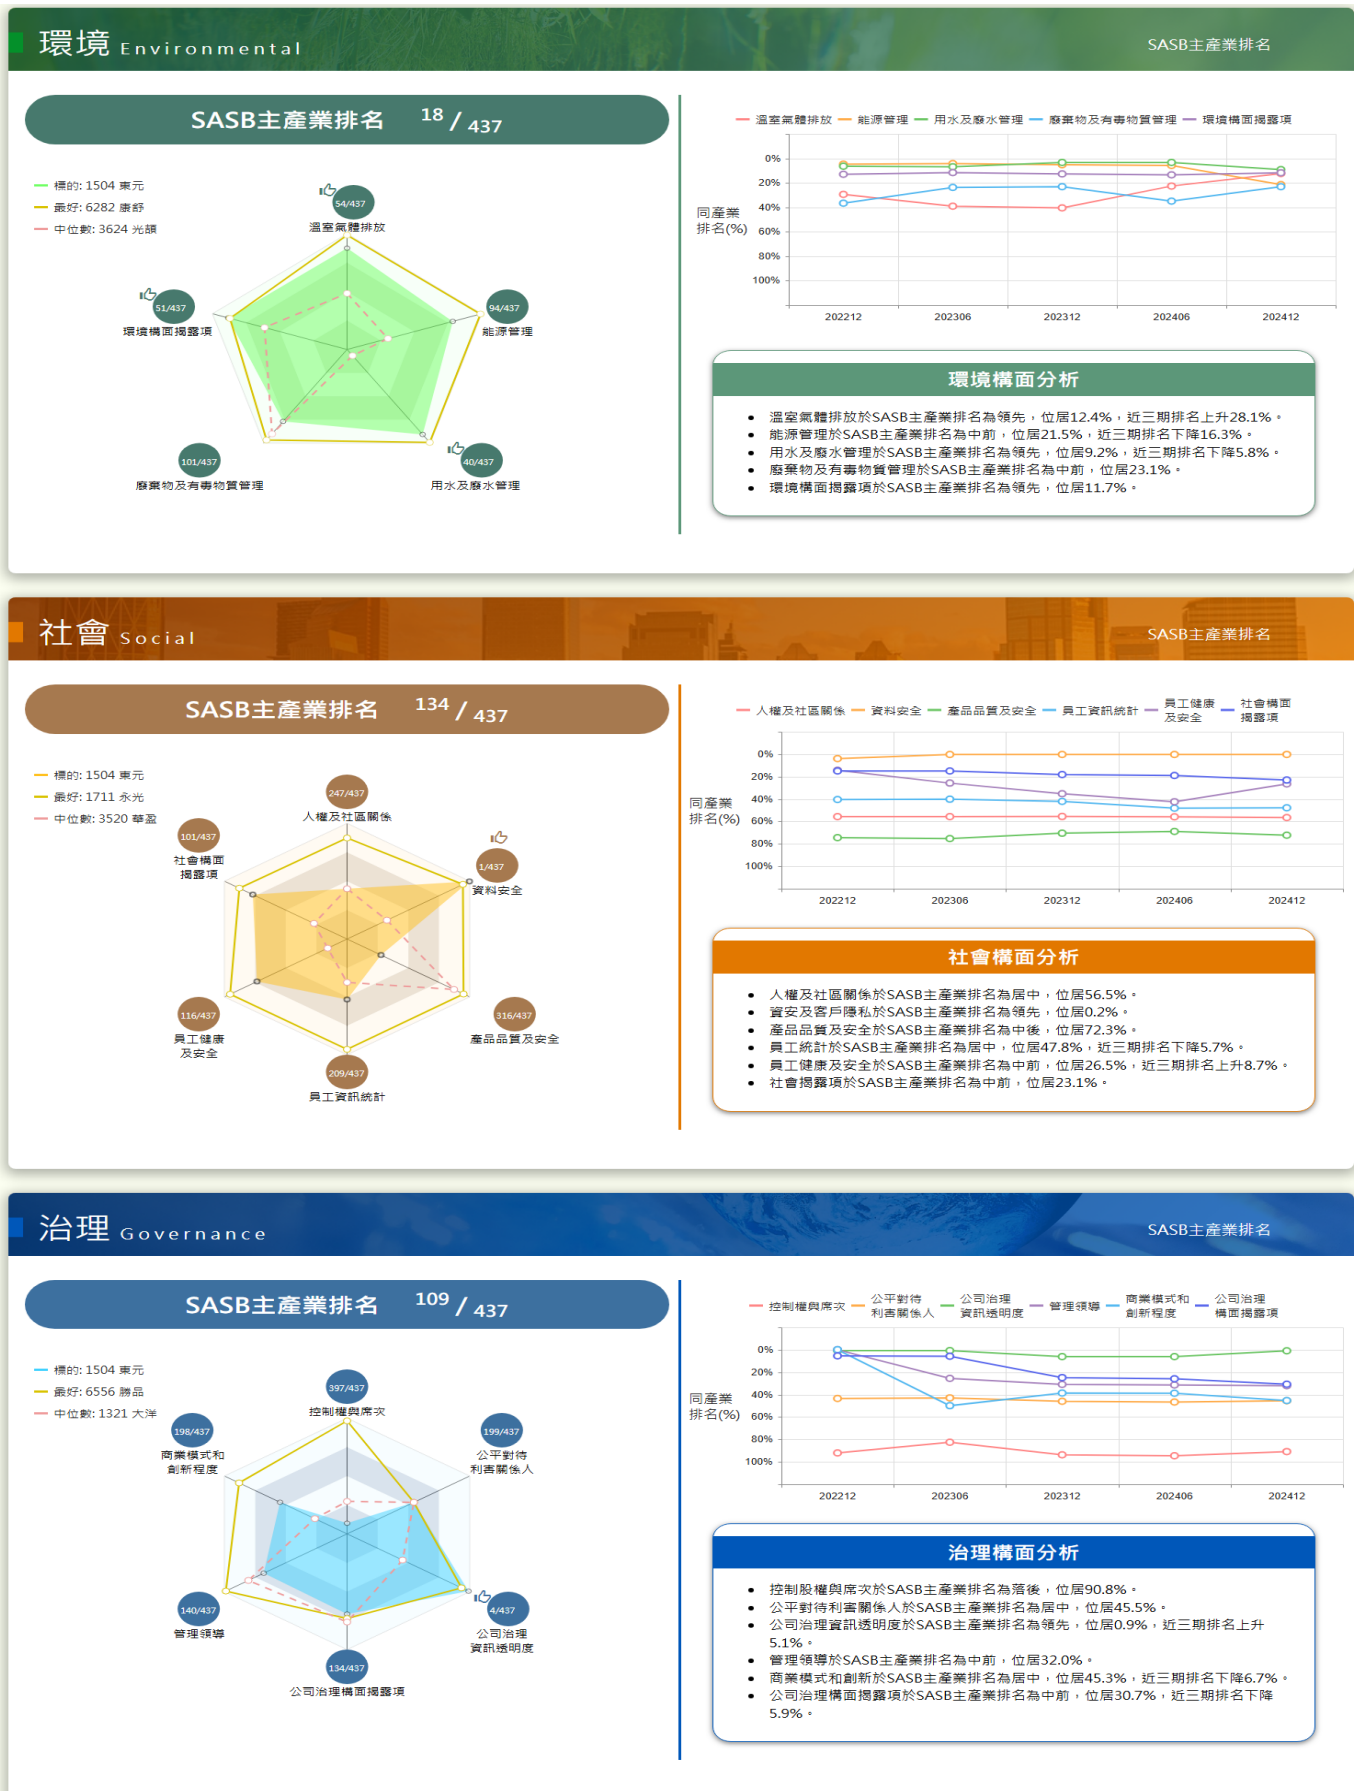 環境 Environmental
SASB主產業排名
SASB主產業排名 18 / 437
標的: 1504 東元
最好: 6282 康舒
中位數: 3624 光頡
54/437
溫室氣體排放
94/437
能源管理
40/437
用水及廢水管理
101/437
廢棄物及有毒物質管理
51/437
環境構面揭露項
溫室氣體排放 能源管理 用水及廢水管理 廢棄物及有毒物質管理 環境構面揭露項
同產業
排名(%)
0%
20%
40%
60%
80%
100%
202212 202306 202312 202406 202412
環境構面分析
• 溫室氣體排放於SASB主產業排名為領先，位居12.4%，近三期排名上升28.1%。
• 能源管理於SASB主產業排名為中前，位居21.5%，近三期排名下降16.3%。
• 用水及廢水管理於SASB主產業排名為領先，位居9.2%，近三期排名下降5.8%。
• 廢棄物及有毒物質管理於SASB主產業排名為中前，位居23.1%。
• 環境構面揭露項於SASB主產業排名為領先，位居11.7%。
社會 Social
SASB主產業排名
SASB主產業排名 134 / 437
標的: 1504 東元
最好: 1711 永光
中位數: 3520 華盈
247/437
人權及社區關係
1/437
資料安全
316/437
產品品質及安全
209/437
員工資訊統計
116/437
員工健康
及安全
101/437
社會構面
揭露項
人權及社區關係 資料安全 產品品質及安全 員工資訊統計 員工健康
及安全 社會構面
揭露項
同產業
排名(%)
0%
20%
40%
60%
80%
100%
202212 202306 202312 202406 202412
社會構面分析
• 人權及社區關係於SASB主產業排名為居中，位居56.5%。
• 資安及客戶隱私於SASB主產業排名為領先，位居0.2%。
• 產品品質及安全於SASB主產業排名為中後，位居72.3%。
• 員工統計於SASB主產業排名為居中，位居47.8%，近三期排名下降5.7%。
• 員工健康及安全於SASB主產業排名為中前，位居26.5%，近三期排名上升8.7%。
• 社會揭露項於SASB主產業排名為中前，位居23.1%。
治理 Governance
SASB主產業排名
SASB主產業排名 109 / 437
標的: 1504 東元
最好: 6556 勝品
中位數: 1321 大洋
397/437
控制權與席次
199/437
公平對待
利害關係人
4/437
公司治理
資訊透明度
134/437
公司治理構面揭露項
140/437
管理領導
198/437
商業模式和
創新程度
控制權與席次 公平對待
利害關係人 公司治理
資訊透明度 管理領導 商業模式和
創新程度 公司治理
構面揭露項
同產業
排名(%)
0%
20%
40%
60%
80%
100%
202212 202306 202312 202406 202412
治理構面分析
• 控制股權與席次於SASB主產業排名為落後，位居90.8%。
• 公平對待利害關係人於SASB主產業排名為居中，位居45.5%。
• 公司治理資訊透明度於SASB主產業排名為領先，位居0.9%，近三期排名上升
5.1%。
• 管理領導於SASB主產業排名為中前，位居32.0%。
• 商業模式和創新於SASB主產業排名為居中，位居45.3%，近三期排名下降6.7%。
• 公司治理構面揭露項於SASB主產業排名為中前，位居30.7%，近三期排名下降
5.9%。